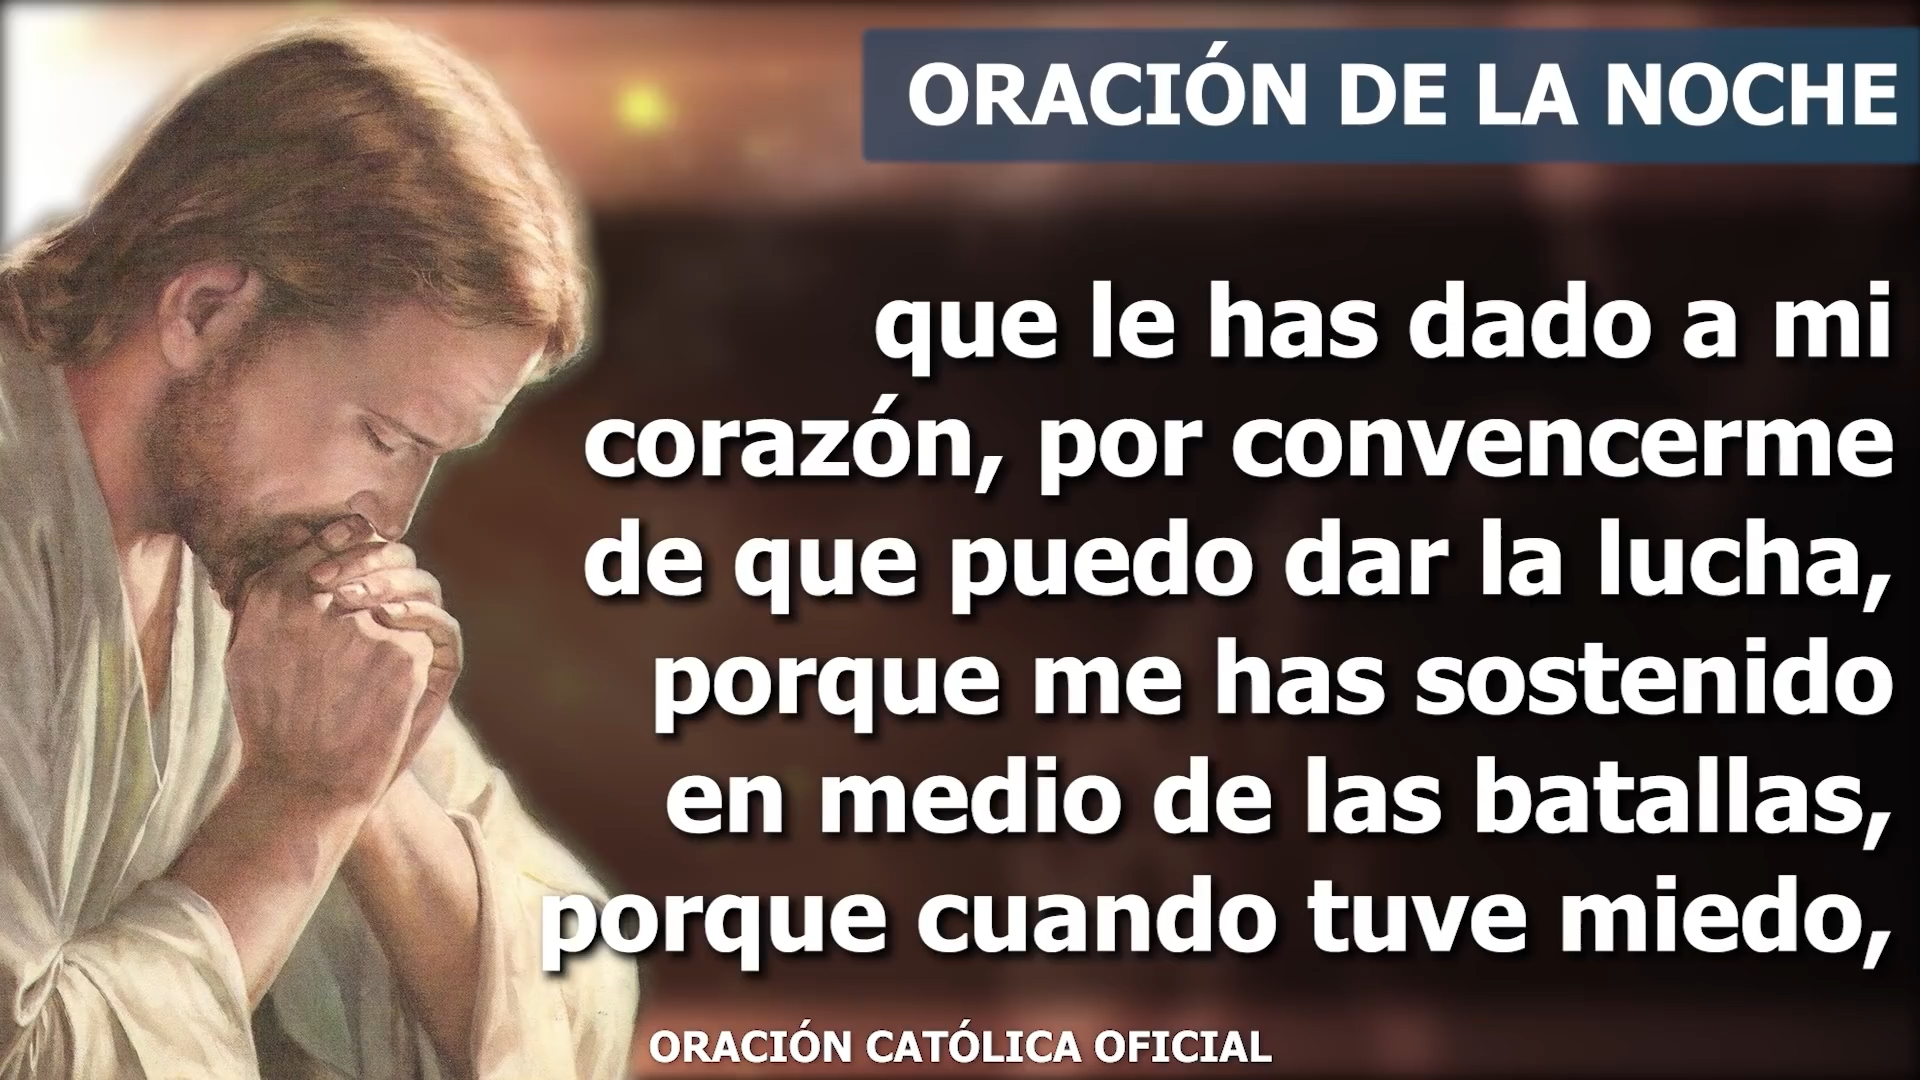 ORACIÓN DE LA NOCHE
que le has dado a mi
corazón, por convencerme
de que puedo dar la lucha,
porque me has sostenido
en medio de las batallas,
porque cuando tuve miedo,
ORACIÓN CATÓLICA OFICIAL